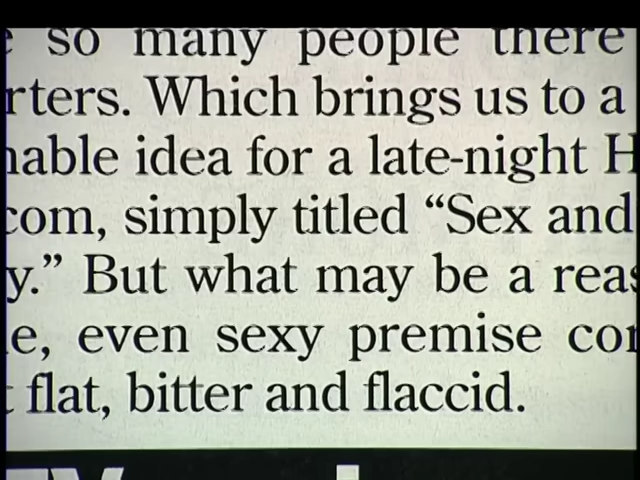 so many people there
rters. Which brings us to a
nable idea for a late-night H
com, simply titled “Sex and
y.” But what may be a reas
e, even sexy premise con
t flat, bitter and flaccid.